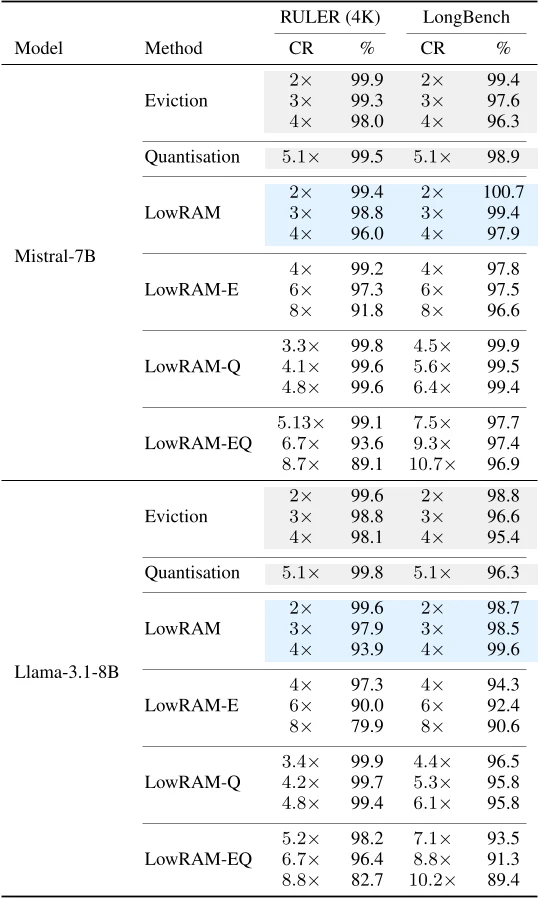 RULER (4K) LongBench
Model Method CR % CR %
2× 99.9 2× 99.4
Eviction 3× 99.3 3× 97.6
4× 98.0 4× 96.3
Quantisation 5.1× 99.5 5.1× 98.9
2× 99.4 2× 100.7
LowRAM 3× 98.8 3× 99.4
4× 96.0 4× 97.9
Mistral-7B
4× 99.2 4× 97.8
LowRAM-E 6× 97.3 6× 97.5
8× 91.8 8× 96.6
3.3× 99.8 4.5× 99.9
LowRAM-Q 4.1× 99.6 5.6× 99.5
4.8× 99.6 6.4× 99.4
5.13× 99.1 7.5× 97.7
LowRAM-EQ 6.7× 93.6 9.3× 97.4
8.7× 89.1 10.7× 96.9
2× 99.6 2× 98.8
Eviction 3× 98.8 3× 96.6
4× 98.1 4× 95.4
Quantisation 5.1× 99.8 5.1× 96.3
2× 99.6 2× 98.7
LowRAM 3× 97.9 3× 98.5
4× 93.9 4× 99.6
Llama-3.1-8B
4× 97.3 4× 94.3
LowRAM-E 6× 90.0 6× 92.4
8× 79.9 8× 90.6
3.4× 99.9 4.4× 96.5
LowRAM-Q 4.2× 99.7 5.3× 95.8
4.8× 99.4 6.1× 95.8
5.2× 98.2 7.1× 93.5
LowRAM-EQ 6.7× 96.4 8.8× 91.3
8.8× 82.7 10.2× 89.4